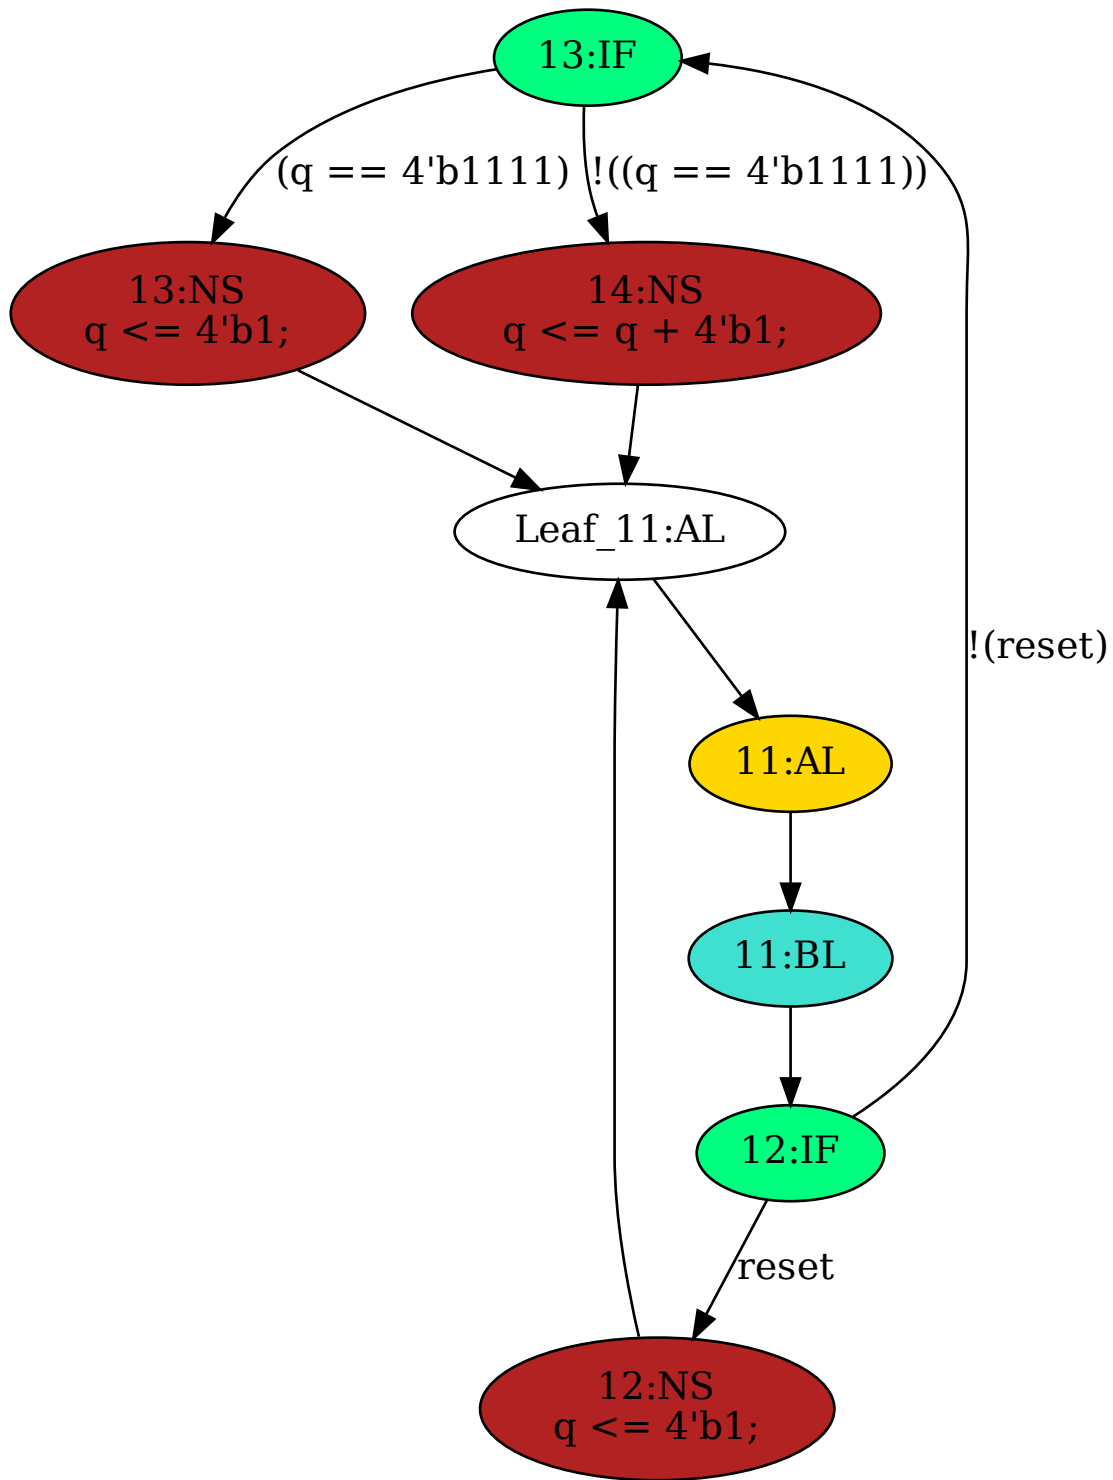 13:IF
(q == 4'b1111)
!((q == 4'b1111))
13:NS
q <= 4'b1;
14:NS
q <= q + 4'b1;
Leaf_11:AL
!(reset)
11:AL
11:BL
12:IF
reset
12:NS
q <= 4'b1;